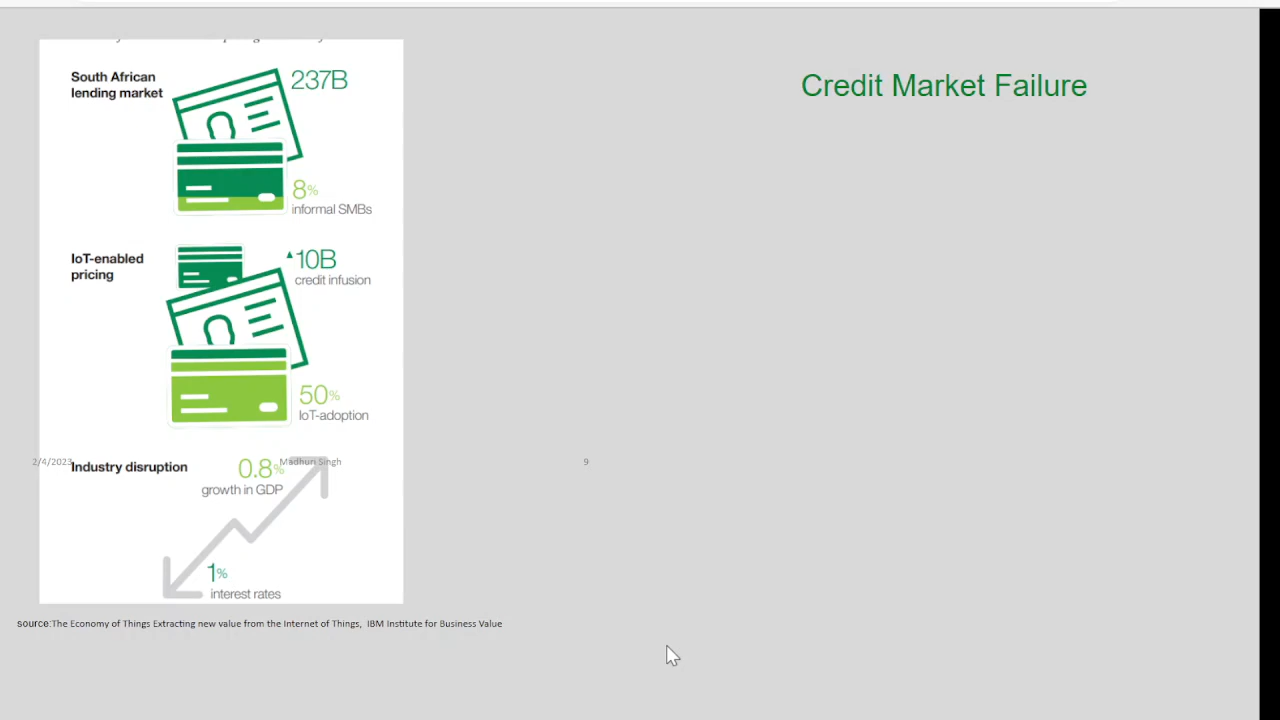 Credit Market Failure
South African
lending market
237B
8%
informal SMBs
IoT-enabled
pricing
10B
credit infusion
50%
IoT-adoption
2/4/2023
Industry disruption
0.8%
growth in GDP
Madhuri Singh
9
1%
interest rates
source:The Economy of Things Extracting new value from the Internet of Things, IBM Institute for Business Value